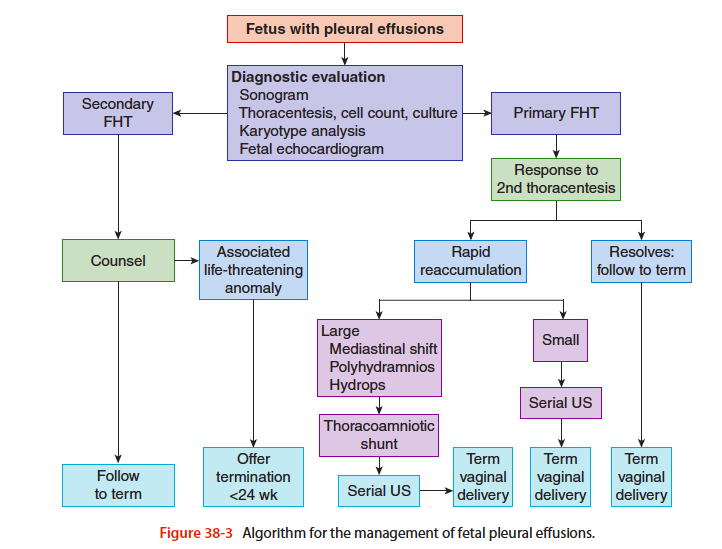 Fetus with pleural effusions
Diagnostic evaluation
Sonogram
Thoracentesis, cell count, culture
Karyotype analysis
Fetal echocardiogram
Secondary
FHT
Primary FHT
Response to
2nd thoracentesis
Counsel
Associated
life-threatening
anomaly
Rapid
reaccumulation
Resolves:
follow to term
Large
Mediastinal shift
Polyhydramnios
Hydrops
Small
Thoracoamniotic
shunt
Serial US
Follow
to term
Offer
termination
<24 wk
Serial US
Term
vaginal
delivery
Term
vaginal
delivery
Term
vaginal
delivery
Figure 38-3 Algorithm for the management of fetal pleural effusions.